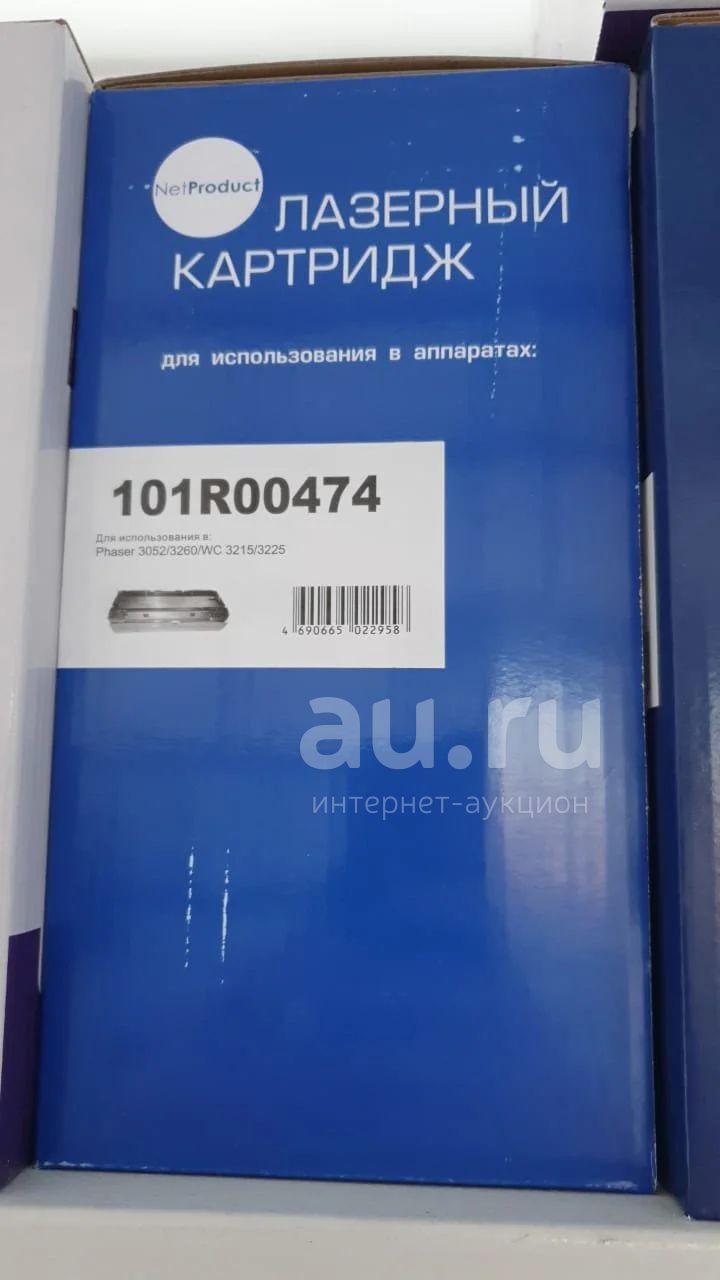 NetProduct
ЛАЗЕРНЫЙ
КАРТРИДЖ
для использования в аппаратах:
101R00474
Для использования в:
Phaser 3052/3260/WC 3215/3225
4 690665 022958
au.ru
интернет-аукцион